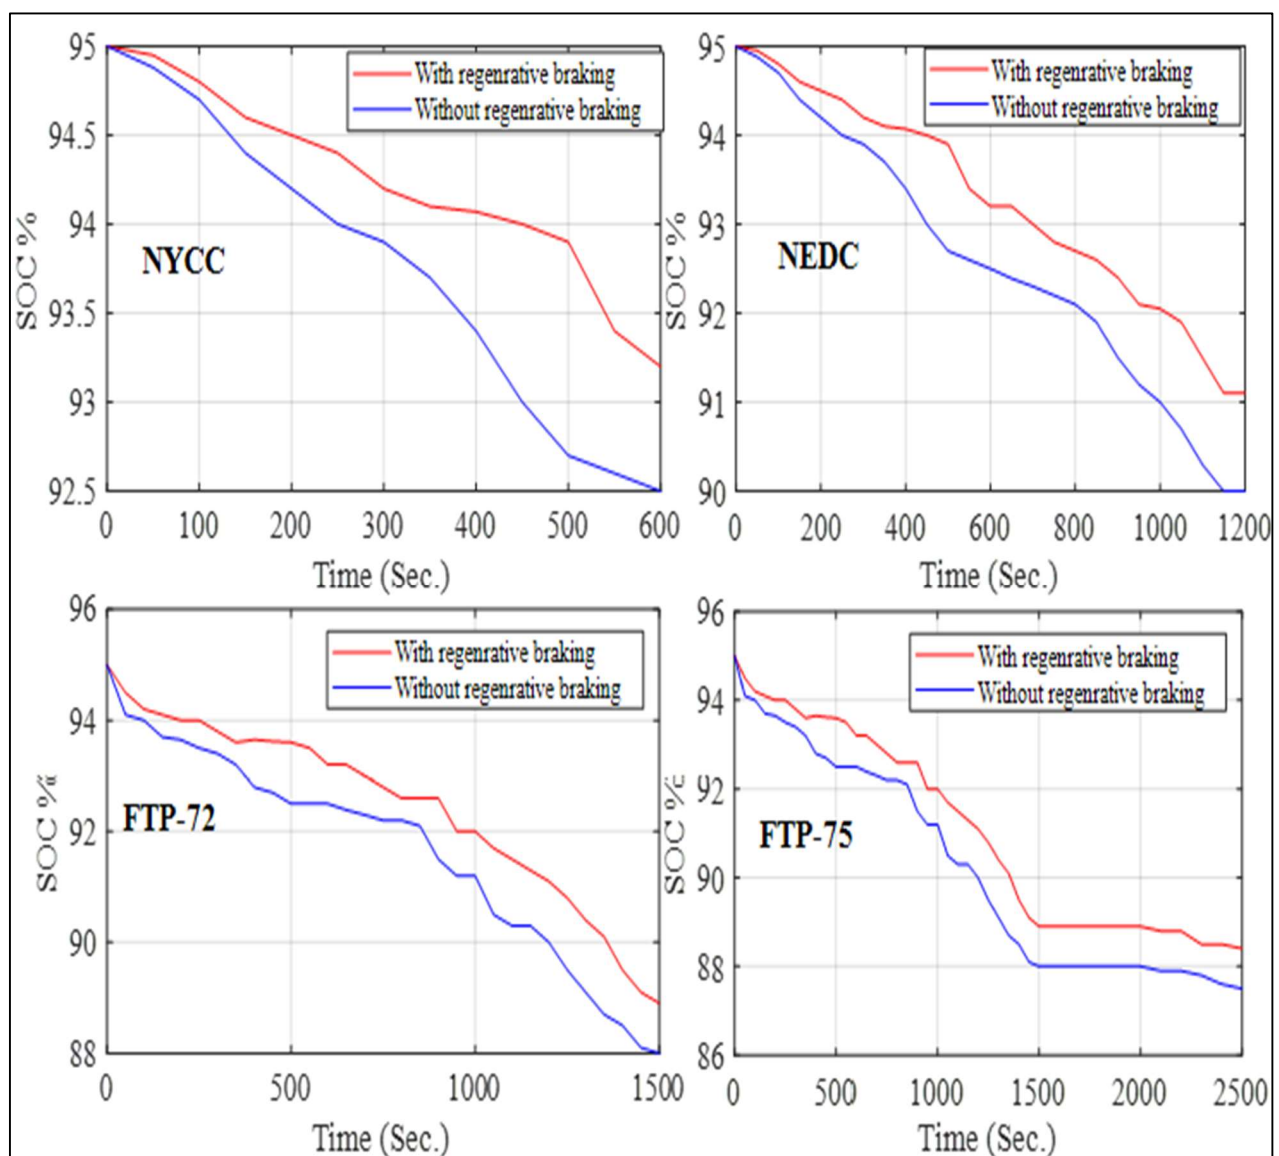 95
94.5
94
93.5
93
92.5
SOC %
With regenrative braking
Without regenrative braking
NYCC
0 100 200 300 400 500 600
Time (Sec.)
95
94
93
92
91
90
SOC %
With regenrative braking
Without regenrative braking
NEDC
0 200 400 600 800 1000 1200
Time (Sec.)
96
94
92
90
88
SOC %
With regenrative braking
Without regenrative braking
FTP-72
0 500 1000 1500
Time (Sec.)
96
94
92
90
88
86
SOC %
With regenrative braking
Without regenrative braking
FTP-75
0 500 1000 1500 2000 2500
Time (Sec.)